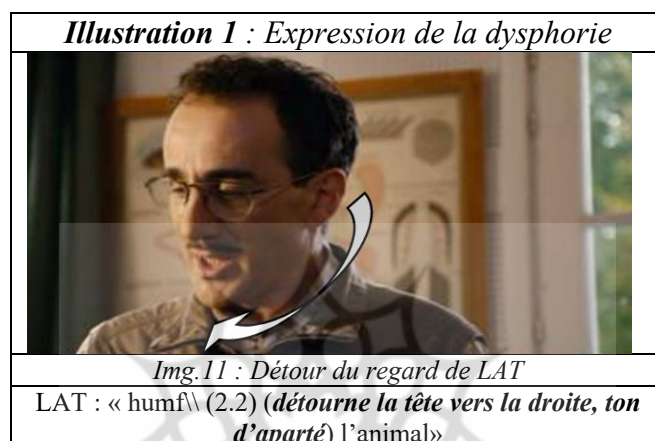 Illustration 1 : Expression de la dysphorie
Img.11 : Détour du regard de LAT
LAT : « humf\\ (2.2) (détourne la tête vers la droite, ton
d’aparté) l’animal»